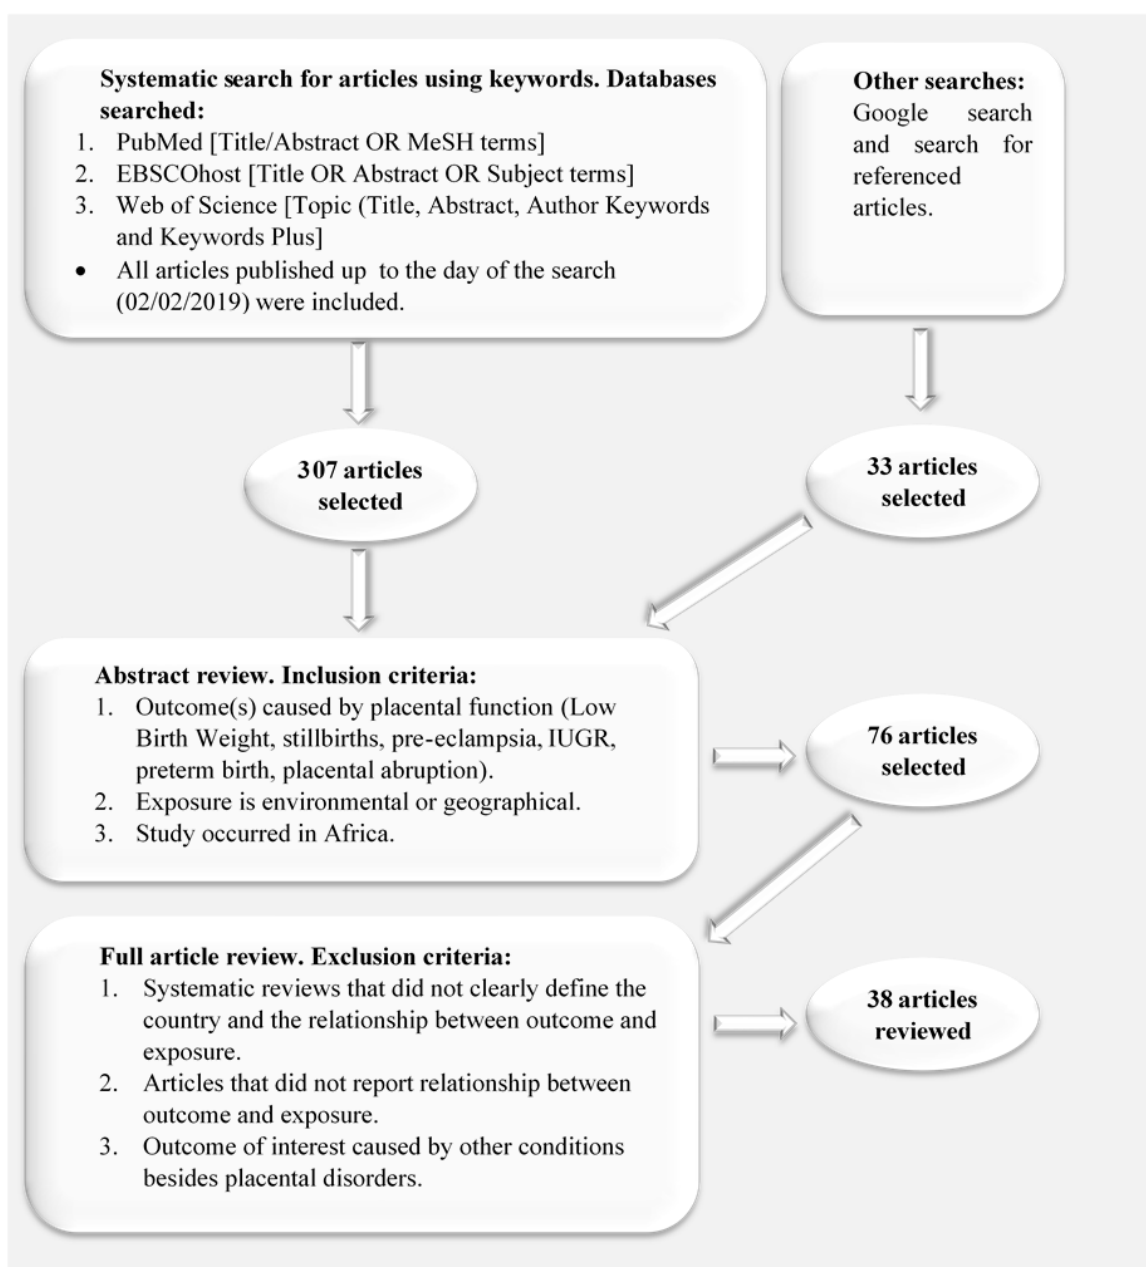 Systematic search for articles using keywords. Databases
searched:
1. PubMed [Title/Abstract OR MeSH terms]
2. EBSCOhost [Title OR Abstract OR Subject terms]
3. Web of Science [Topic (Title, Abstract, Author Keywords
and Keywords Plus]
• All articles published up to the day of the search
(02/02/2019) were included.
Other searches:
Google search
and search for
referenced
articles.
307 articles
selected
33 articles
selected
Abstract review. Inclusion criteria:
1. Outcome(s) caused by placental function (Low
Birth Weight, stillbirths, pre-eclampsia, IUGR,
preterm birth, placental abruption).
2. Exposure is environmental or geographical.
3. Study occurred in Africa.
76 articles
selected
Full article review. Exclusion criteria:
1. Systematic reviews that did not clearly define the
country and the relationship between outcome and
exposure.
2. Articles that did not report relationship between
outcome and exposure.
3. Outcome of interest caused by other conditions
besides placental disorders.
38 articles
reviewed